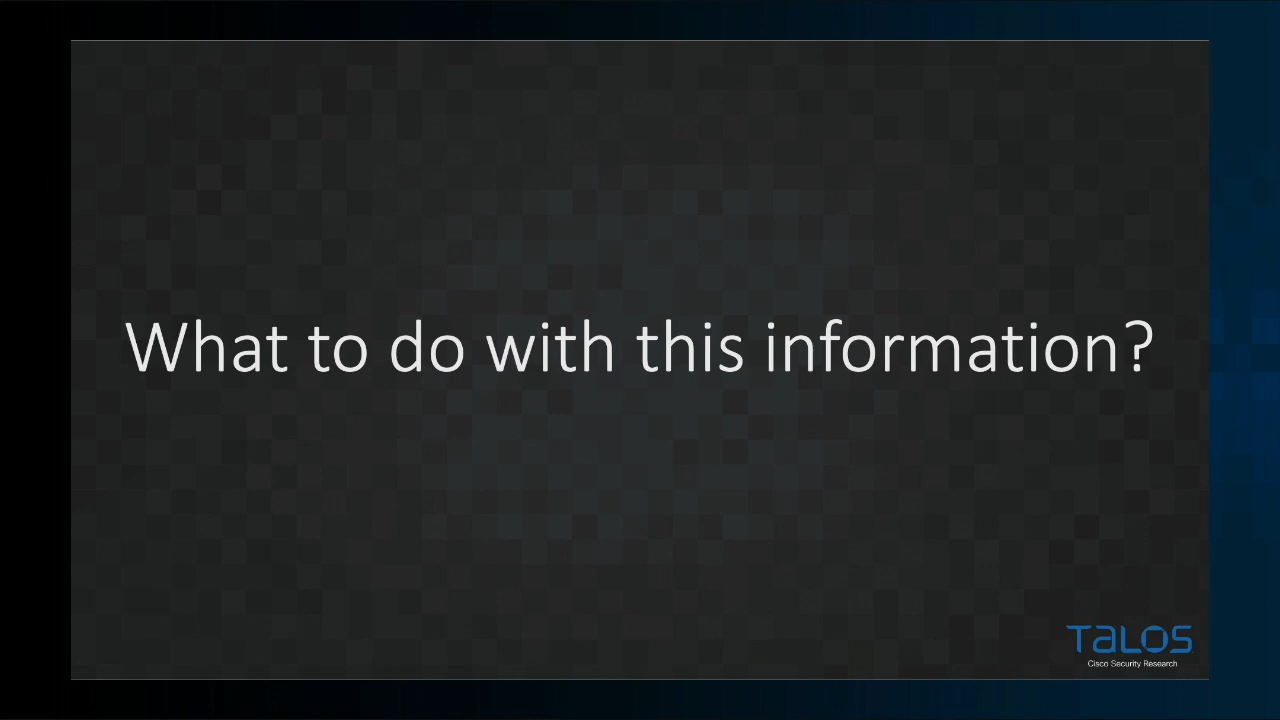 What to do with this information?
TALOS
Cisco Security Research